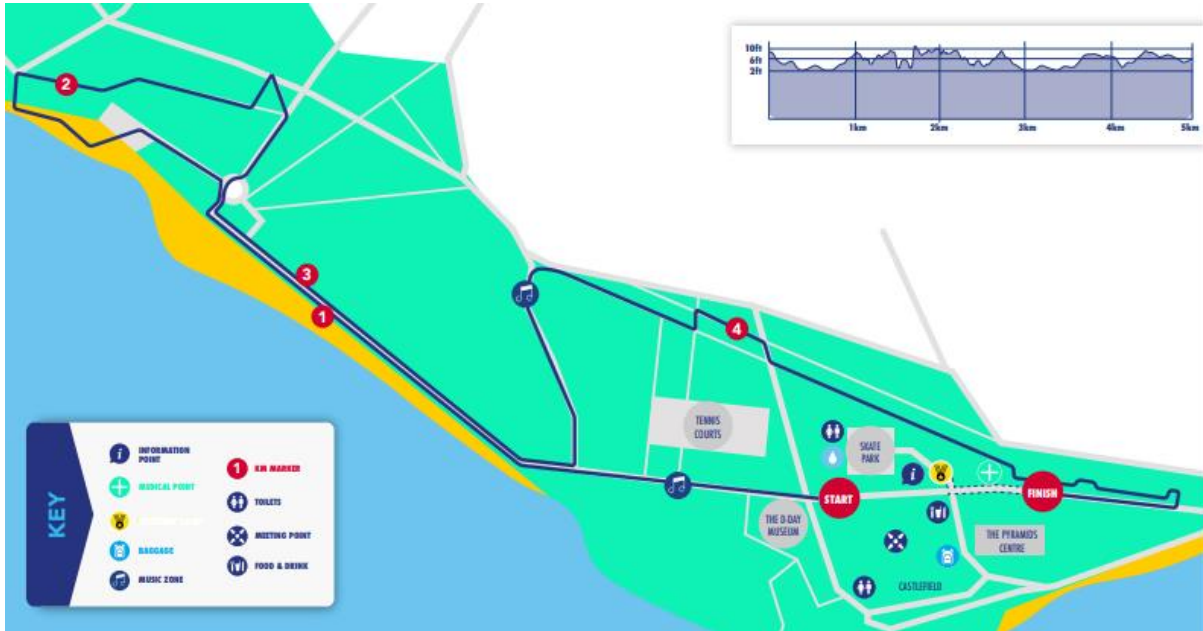 10ft
6ft
2ft
1km
2km
3km
4km
5km
2
3
1
4
TENNIS
COURTS
SKATE
PARK
START
FINISH
THE D-DAY
MUSEUM
THE PYRAMIDS
CENTRE
CASTLEFIELD
KEY
INFORMATION
POINT
MUSICAL POINT
BAGGAGE
MUSIC ZONE
1
KM MARKER
TOILETS
MEETING POINT
FOOD & DRINK